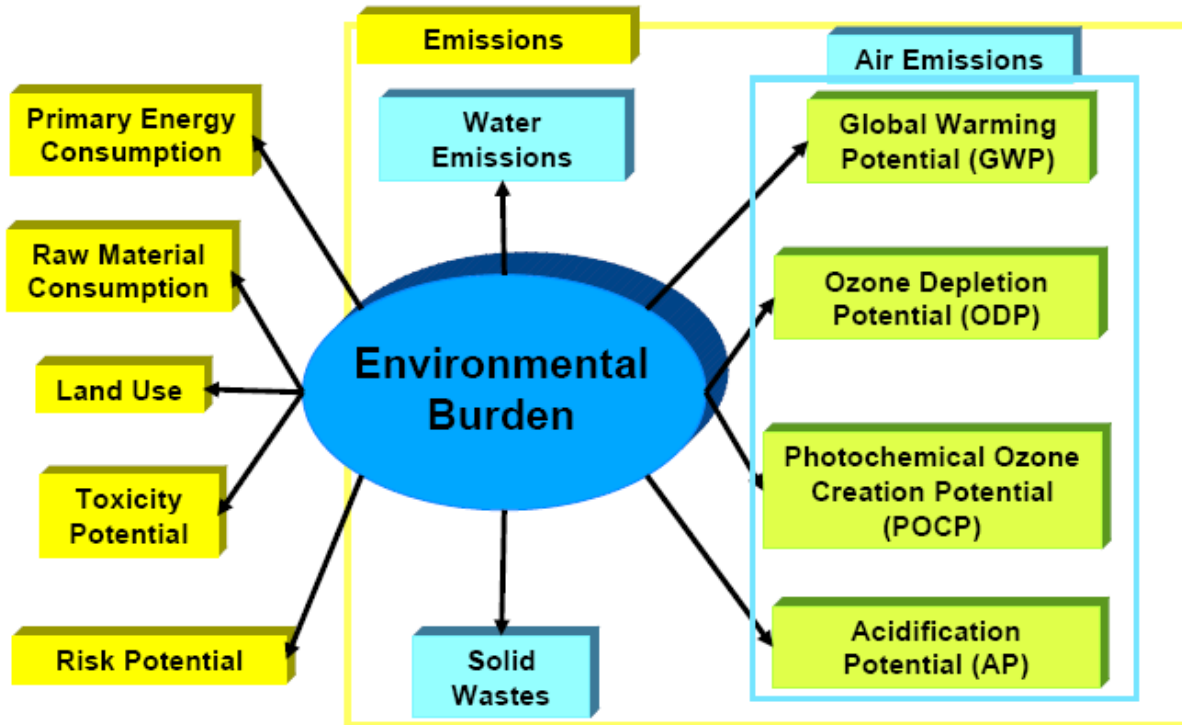 Emissions
Air Emissions
Primary Energy
Consumption
Water
Emissions
Global Warming
Potential (GWP)
Raw Material
Consumption
Ozone Depletion
Potential (ODP)
Environmental
Burden
Land Use
Photochemical Ozone
Creation Potential
(POCP)
Toxicity
Potential
Risk Potential
Solid
Wastes
Acidification
Potential (AP)